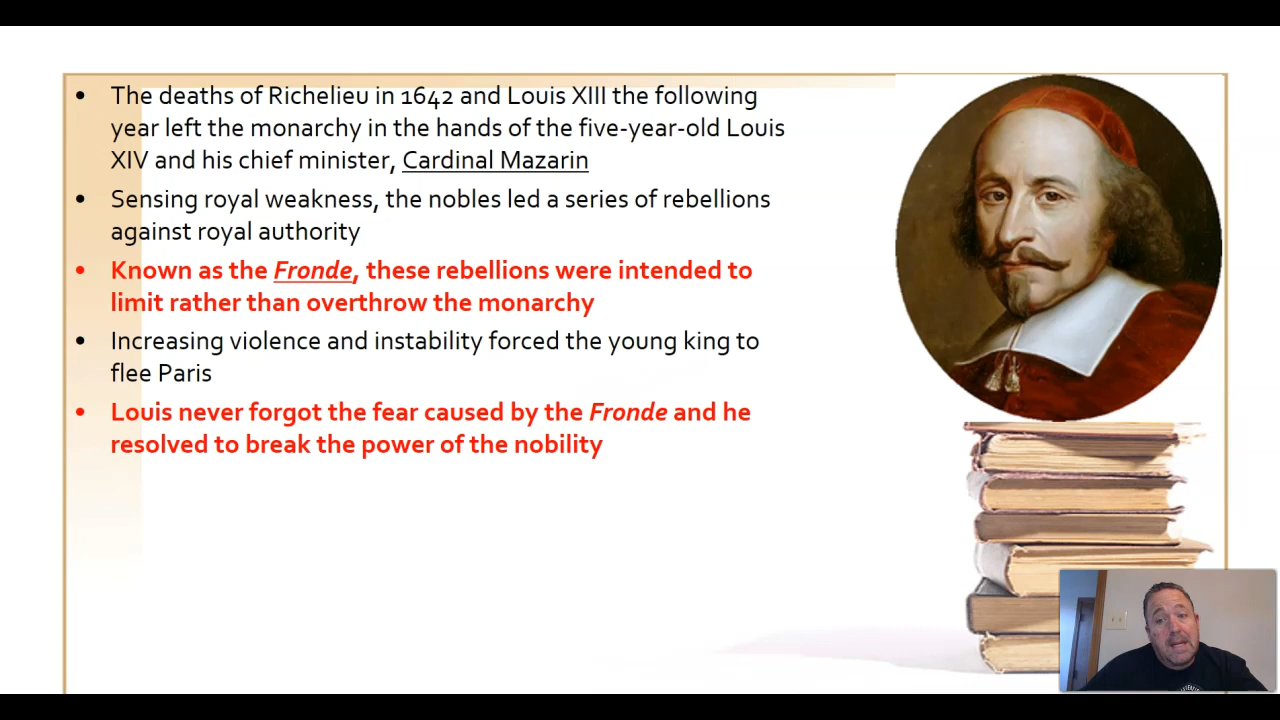 • The deaths of Richelieu in 1642 and Louis XIII the following
year left the monarchy in the hands of the five-year-old Louis
XIV and his chief minister, Cardinal Mazarin
• Sensing royal weakness, the nobles led a series of rebellions
against royal authority
• Known as the Fronde, these rebellions were intended to
limit rather than overthrow the monarchy
• Increasing violence and instability forced the young king to
flee Paris
• Louis never forgot the fear caused by the Fronde and he
resolved to break the power of the nobility